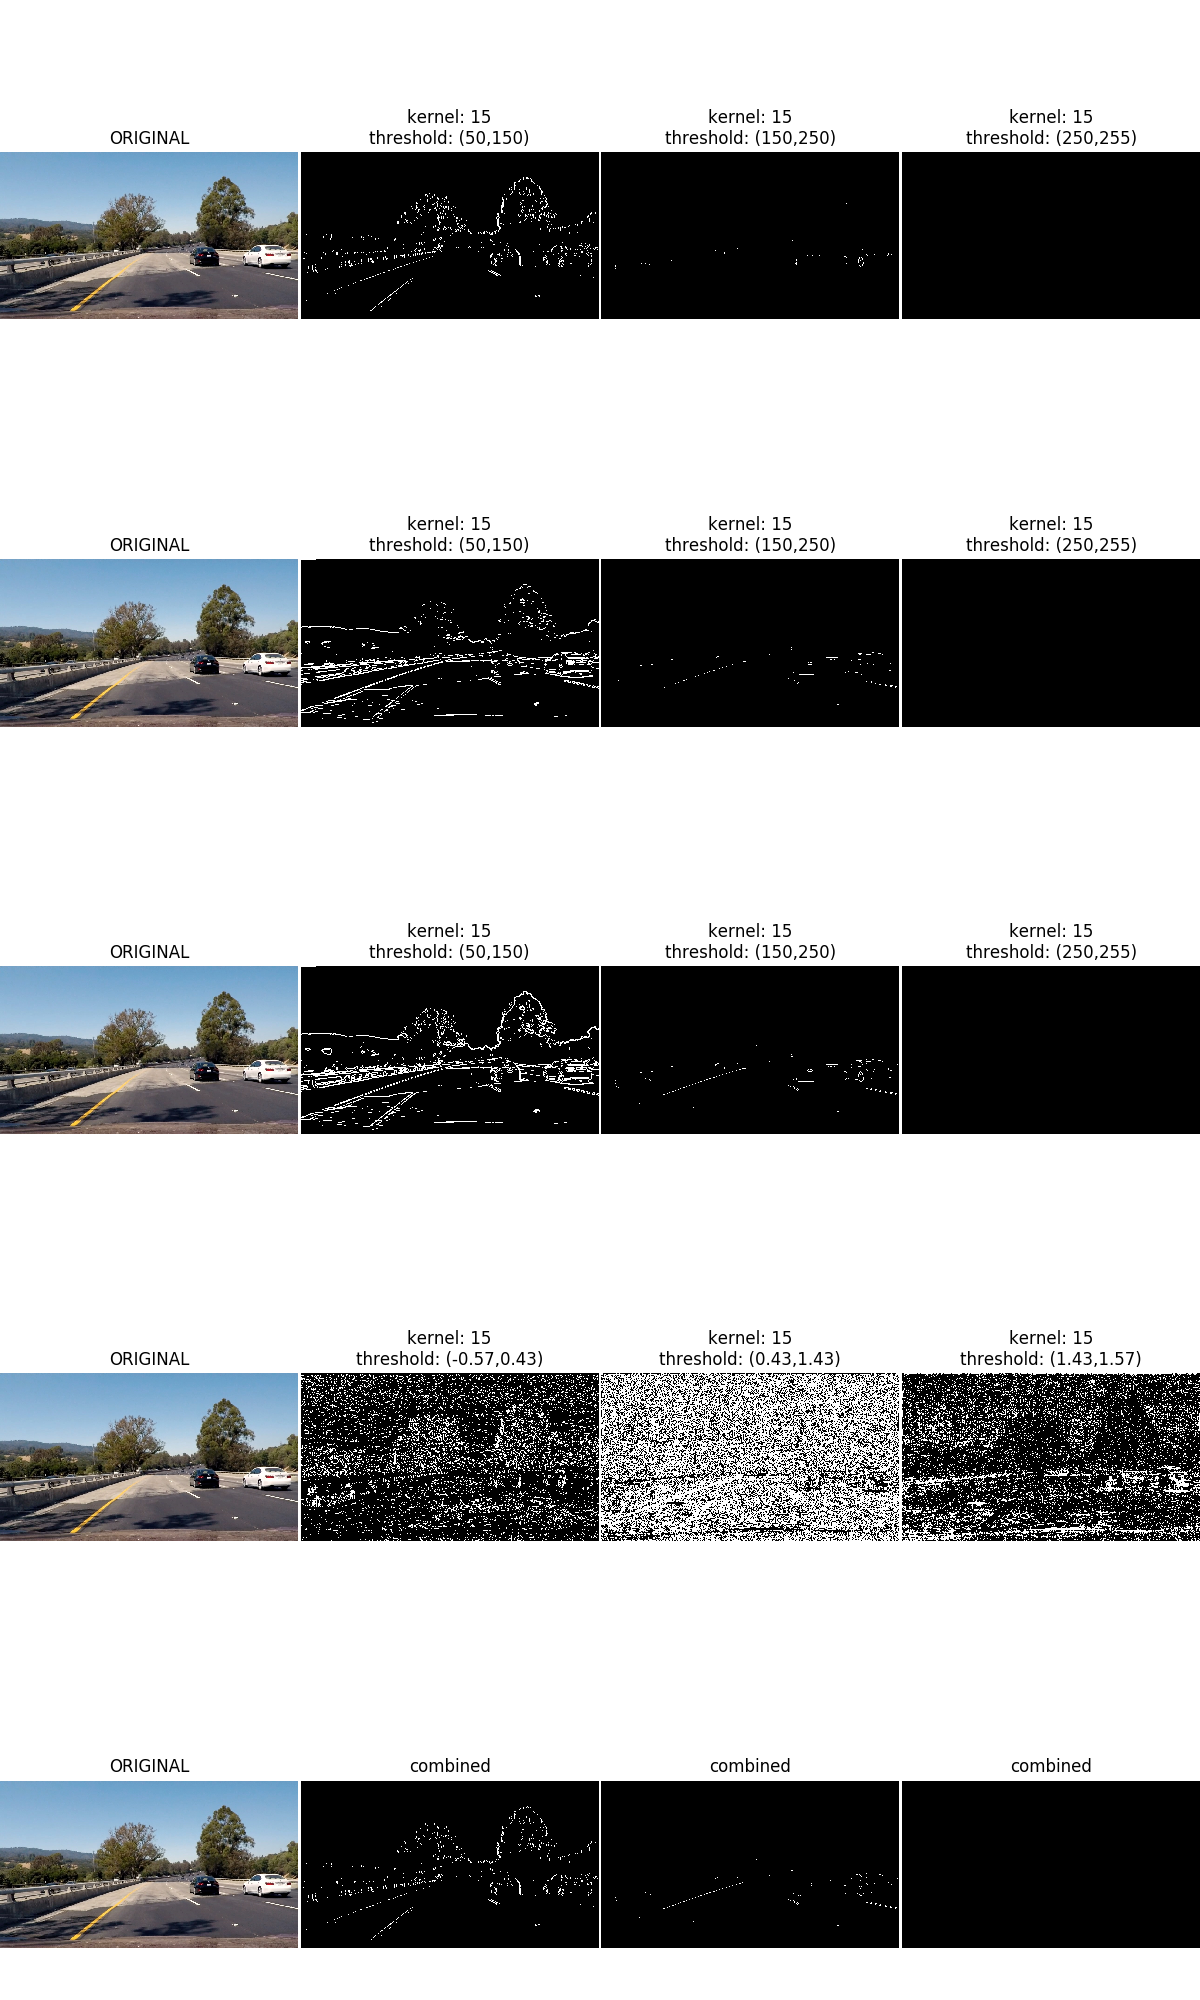 ORIGINAL
kernel: 15
threshold: (50,150)
kernel: 15
threshold: (150,250)
kernel: 15
threshold: (250,255)
ORIGINAL
kernel: 15
threshold: (50,150)
kernel: 15
threshold: (150,250)
kernel: 15
threshold: (250,255)
ORIGINAL
kernel: 15
threshold: (50,150)
kernel: 15
threshold: (150,250)
kernel: 15
threshold: (250,255)
ORIGINAL
kernel: 15
threshold: (-0.57,0.43)
kernel: 15
threshold: (0.43,1.43)
kernel: 15
threshold: (1.43,1.57)
ORIGINAL
combined
combined
combined